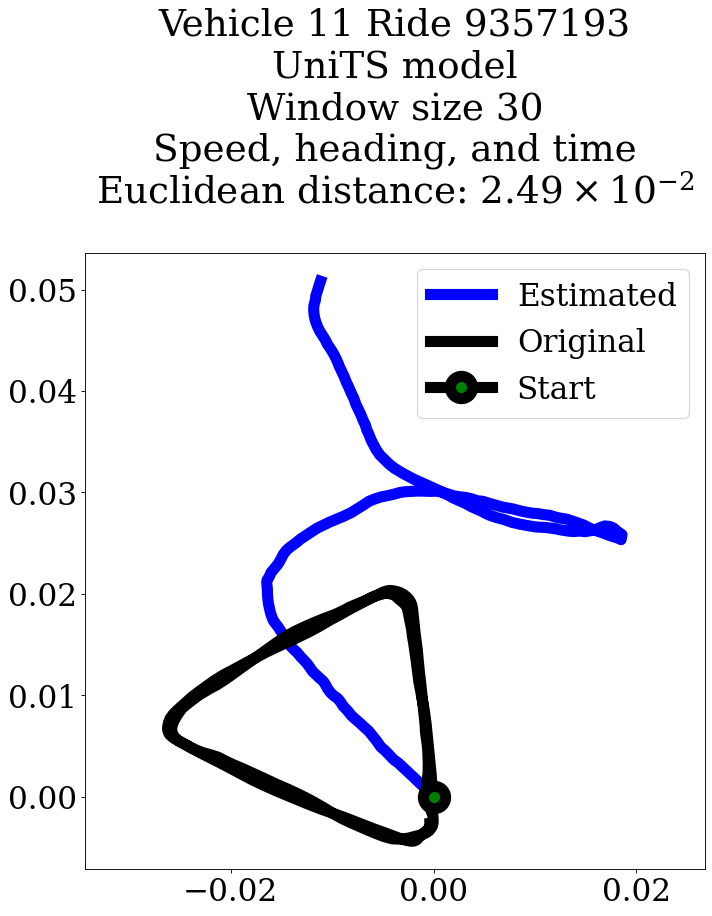 Vehicle 11 Ride 9357193
UniTS model
Window size 30
Speed, heading, and time
Euclidean distance: 2.49 × 10⁻²
Estimated
Original
Start
0.05
0.04
0.03
0.02
0.01
0.00
−0.02 0.00 0.02